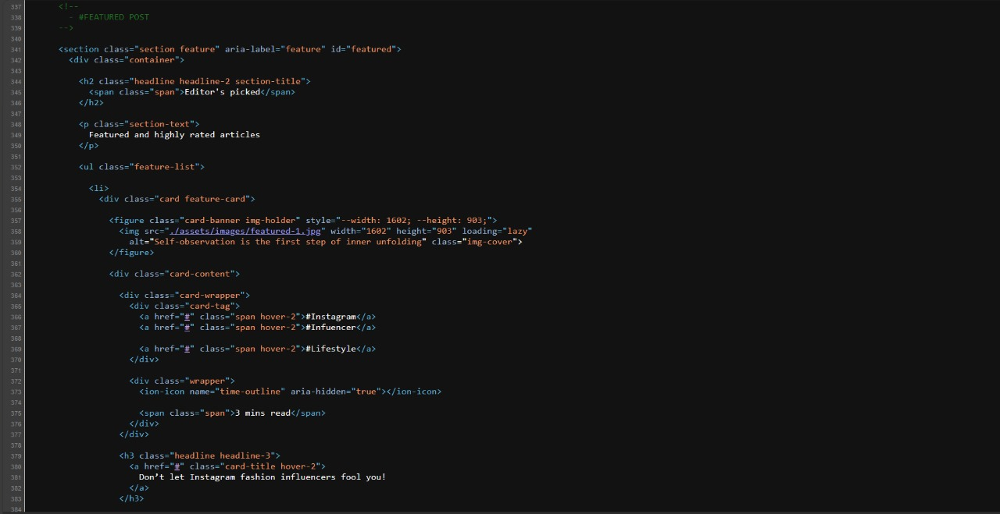 337 <!--
338 - #FEATURED POST
339 -->
340
341 <section class="section feature" aria-label="feature" id="featured">
342 <div class="container">
343
344 <h2 class="headline headline-2 section-title">
345 <span class="span">Editor's picked</span>
346 </h2>
347
348 <p class="section-text">
349 Featured and highly rated articles
350 </p>
351
352 <ul class="feature-list">
353
354 <li>
355 <div class="card feature-card">
356
357 <figure class="card-banner img-holder" style="--width: 1602; --height: 903;">
358 <img src="./assets/images/featured-1.jpg" width="1602" height="903" loading="lazy"
359 alt="Self-observation is the first step of inner unfolding" class="img-cover">
360 </figure>
361
362 <div class="card-content">
363
364 <div class="card-wrapper">
365 <div class="card-tag">
366 <a href="#" class="span hover-2">#Instagram</a>
367 <a href="#" class="span hover-2">#Infuencer</a>
368
369 <a href="#" class="span hover-2">#Lifestyle</a>
370 </div>
371
372 <div class="wrapper">
373 <ion-icon name="time-outline" aria-hidden="true"></ion-icon>
374
375 <span class="span">3 mins read</span>
376 </div>
377 </div>
378
379 <h3 class="headline headline-3">
380 <a href="#" class="card-title hover-2">
381 Don’t let Instagram fashion influencers fool you!
382 </a>
383 </h3>
384